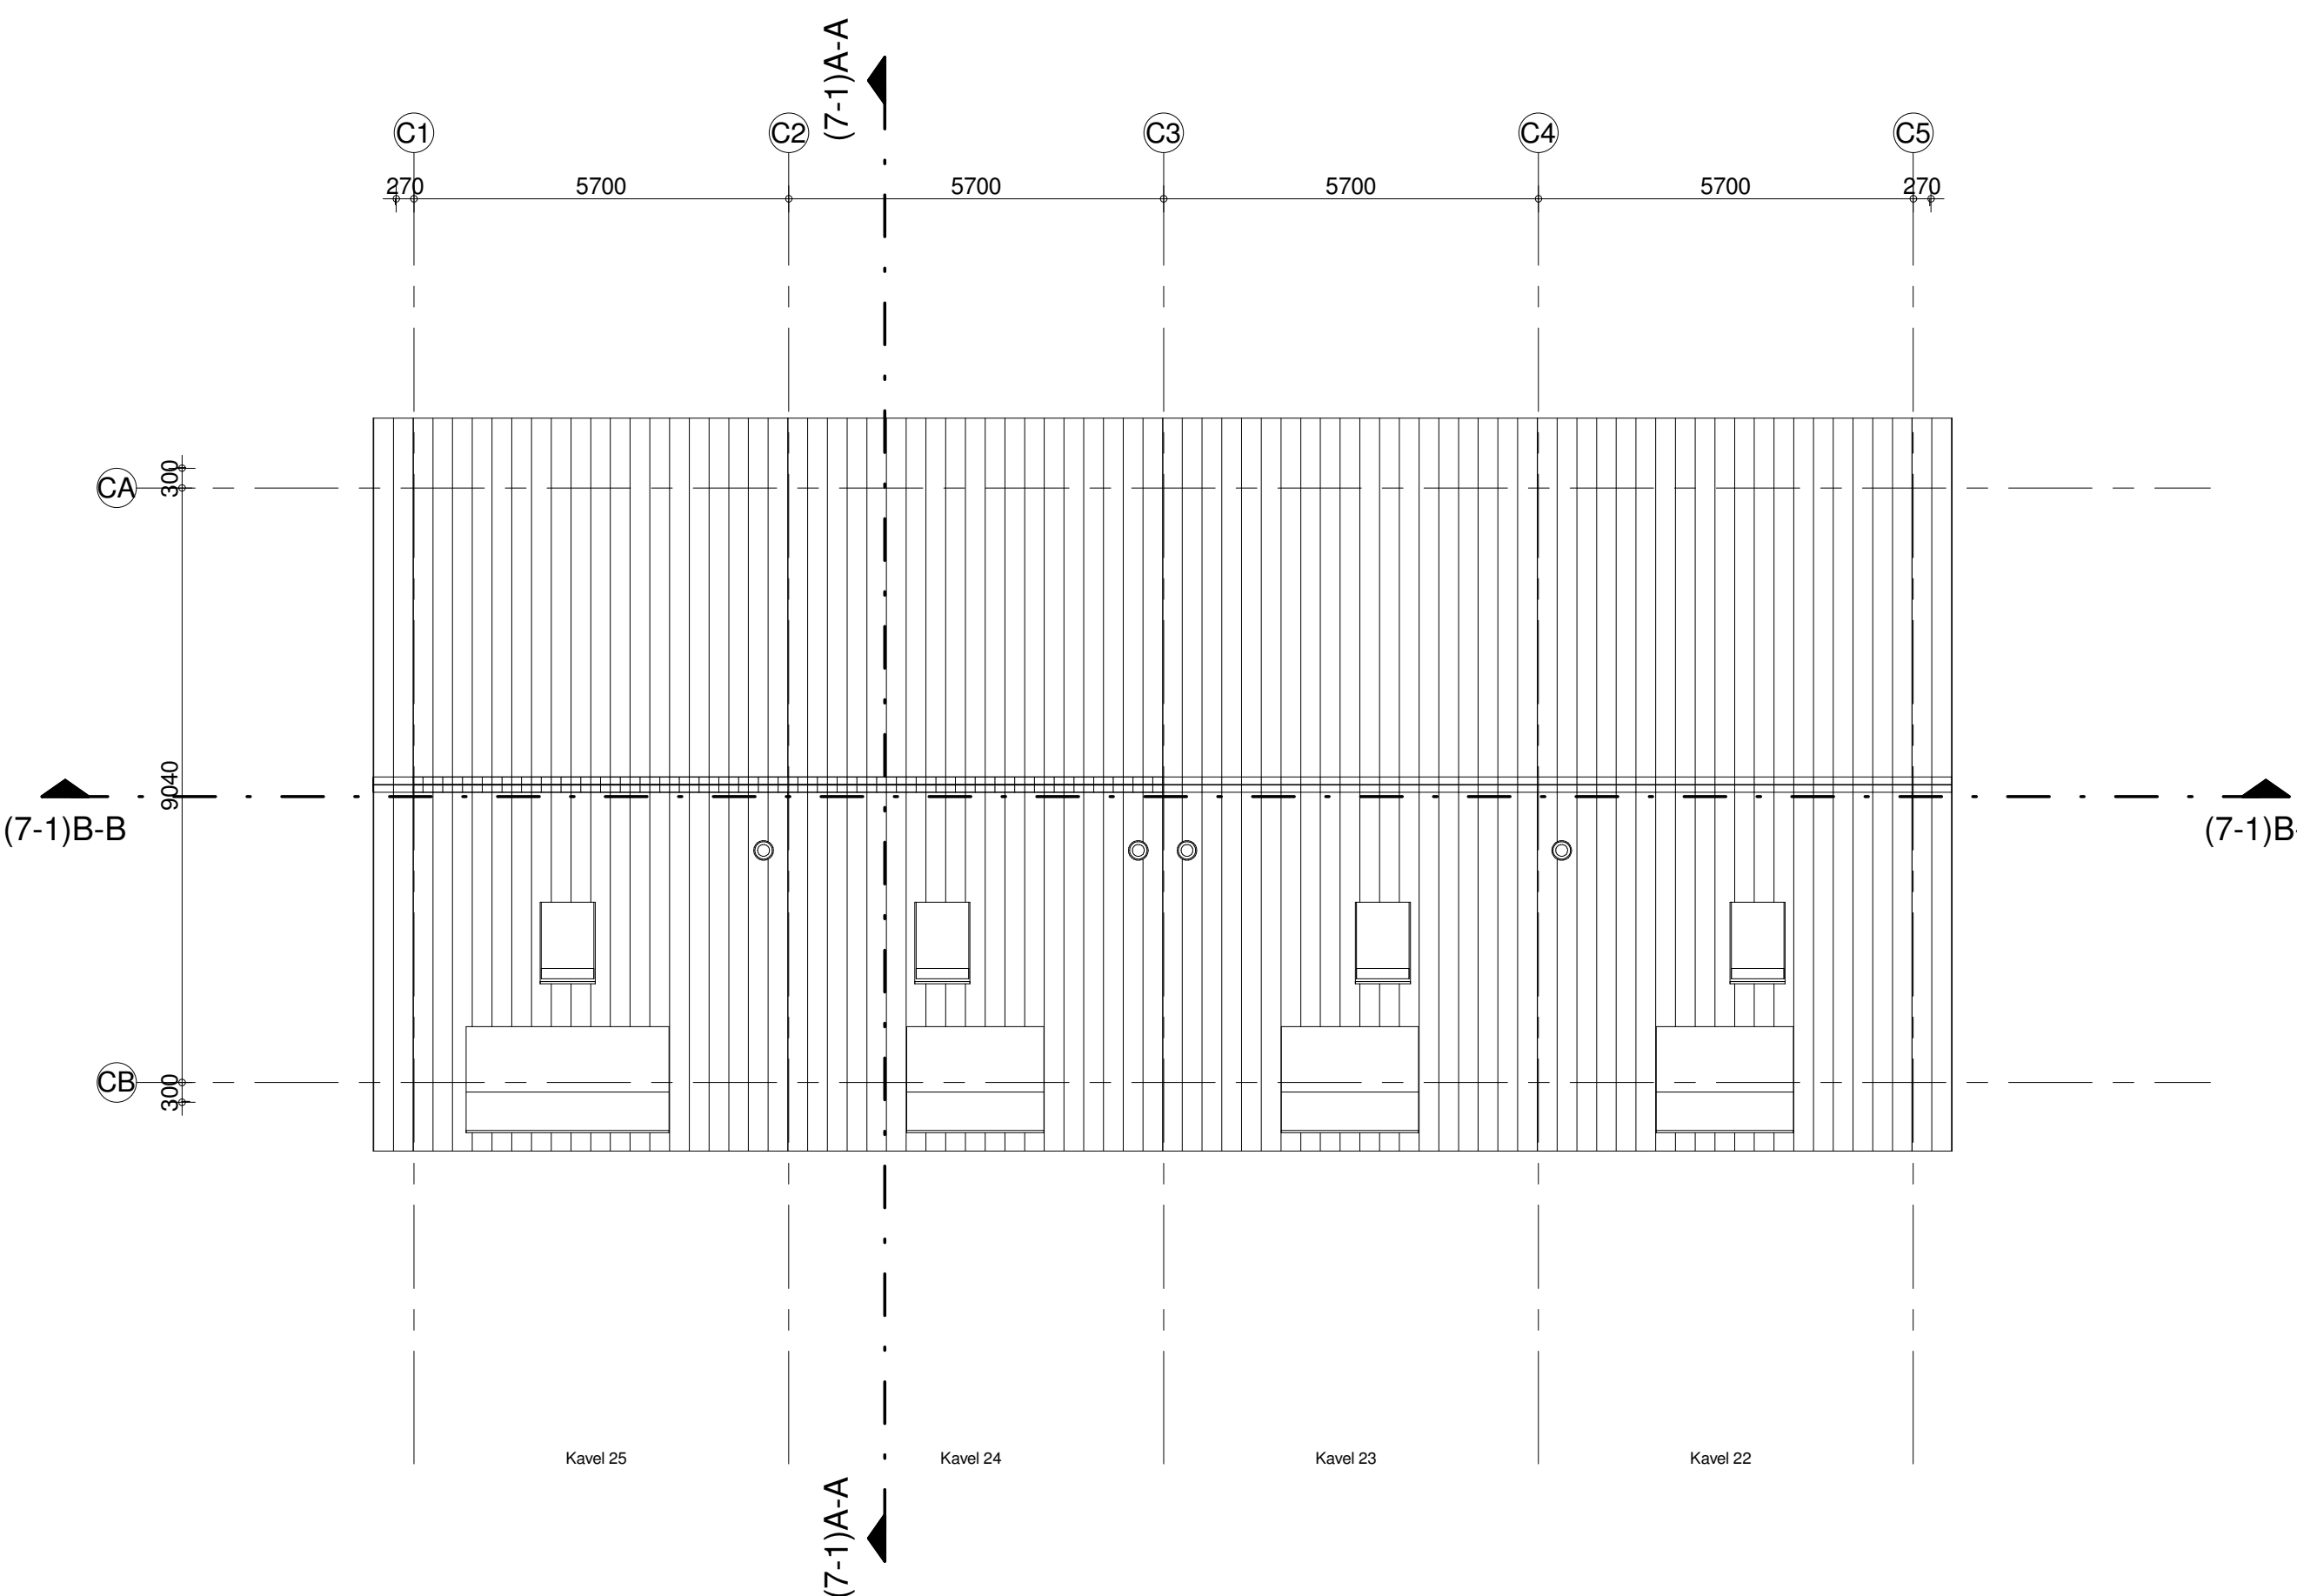 (7-1)A-A
C1 C2 C3 C4 C5
270 5700 5700 5700 5700 270
CA 300
9040
(7-1)B-B (7-1)B-
CB 300
Kavel 25 Kavel 24 Kavel 23 Kavel 22
(7-1)A-A